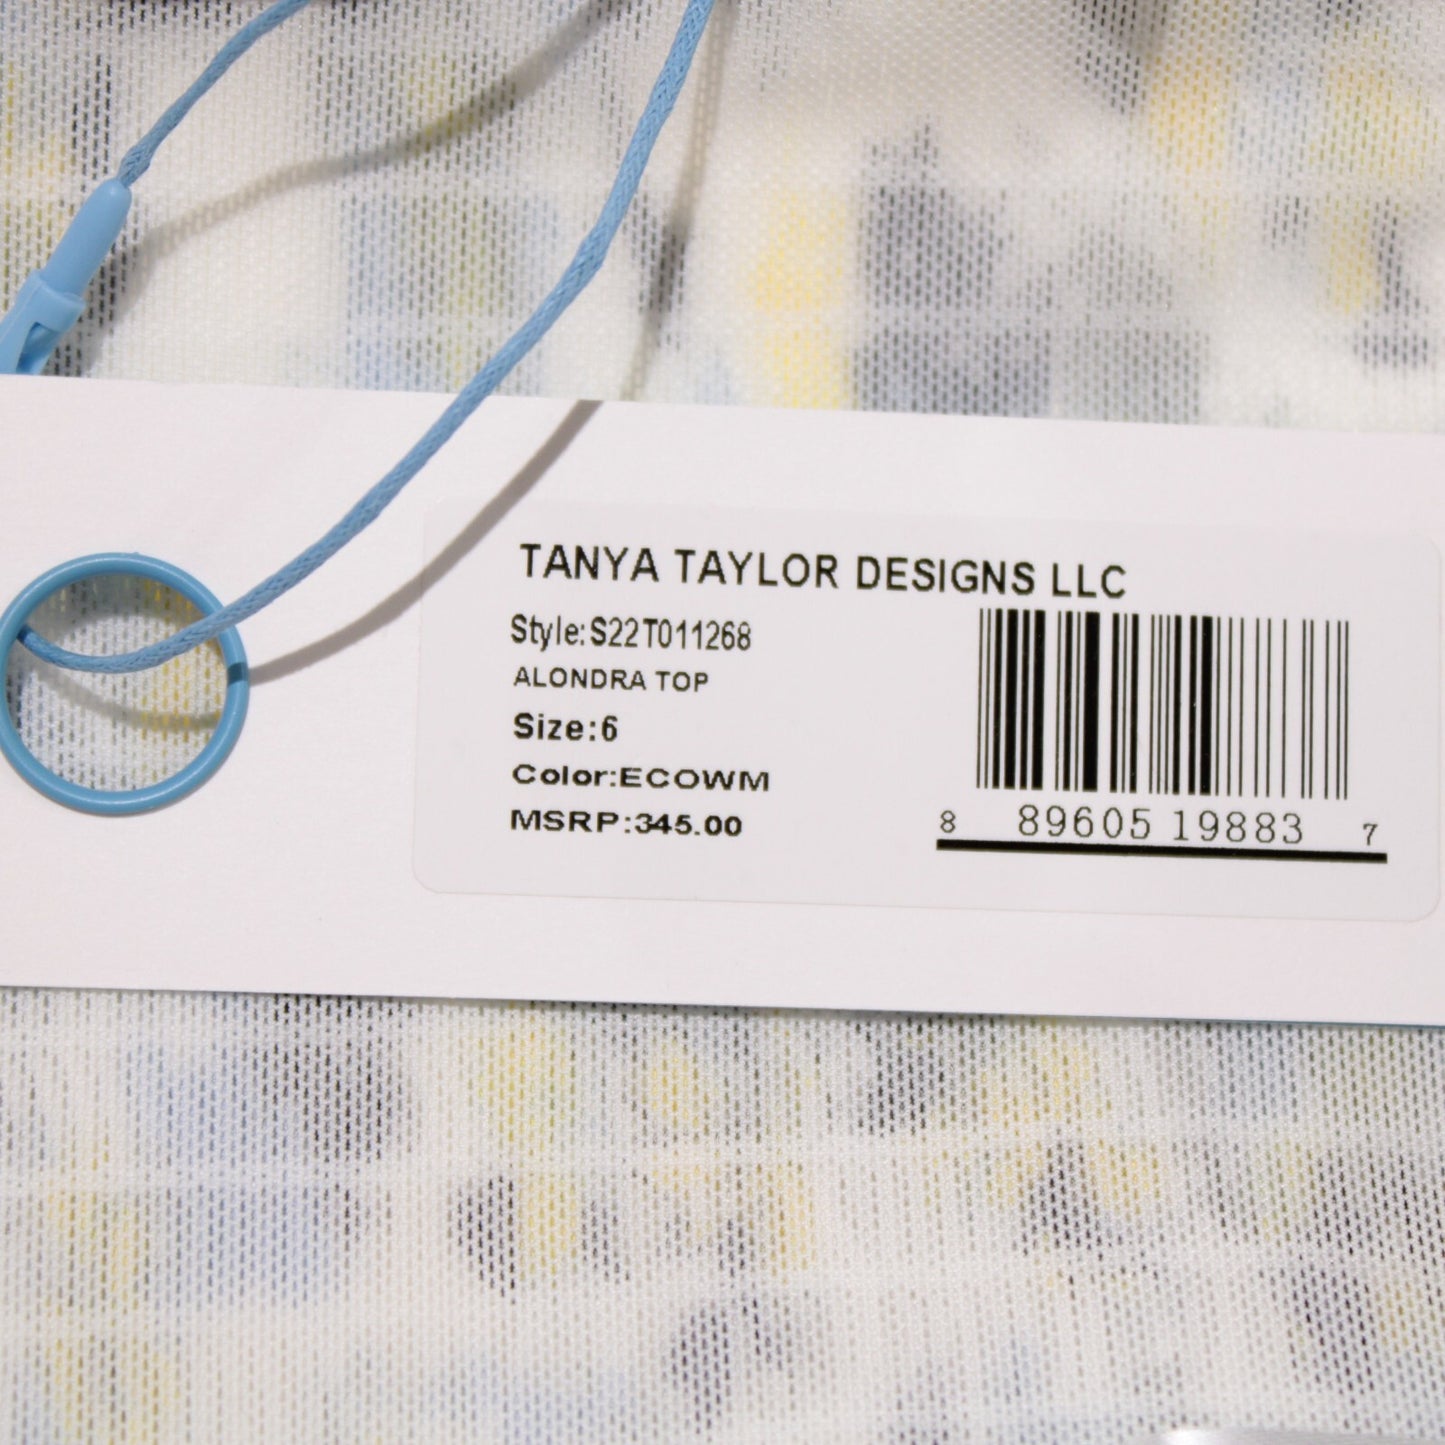 TANYA TAYLOR DESIGNS LLC
Style:S22T011268
ALONDRA TOP
Size:6
Color:ECOWM
MSRP:345.00
8 89605 19883 7